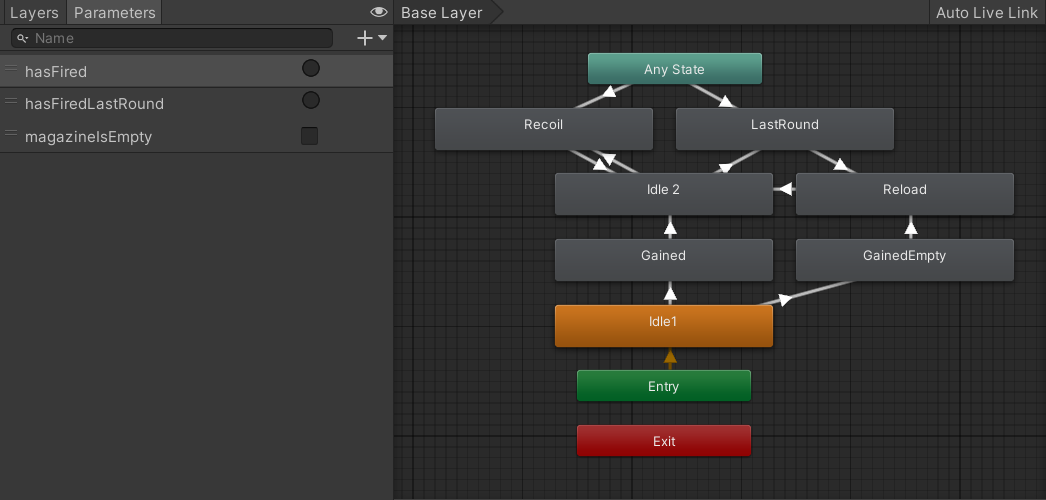 Layers Parameters
Base Layer
Auto Live Link
Name
hasFired
hasFiredLastRound
magazineIsEmpty
Any State
Recoil
LastRound
Idle 2
Reload
Gained
GainedEmpty
Idle1
Entry
Exit